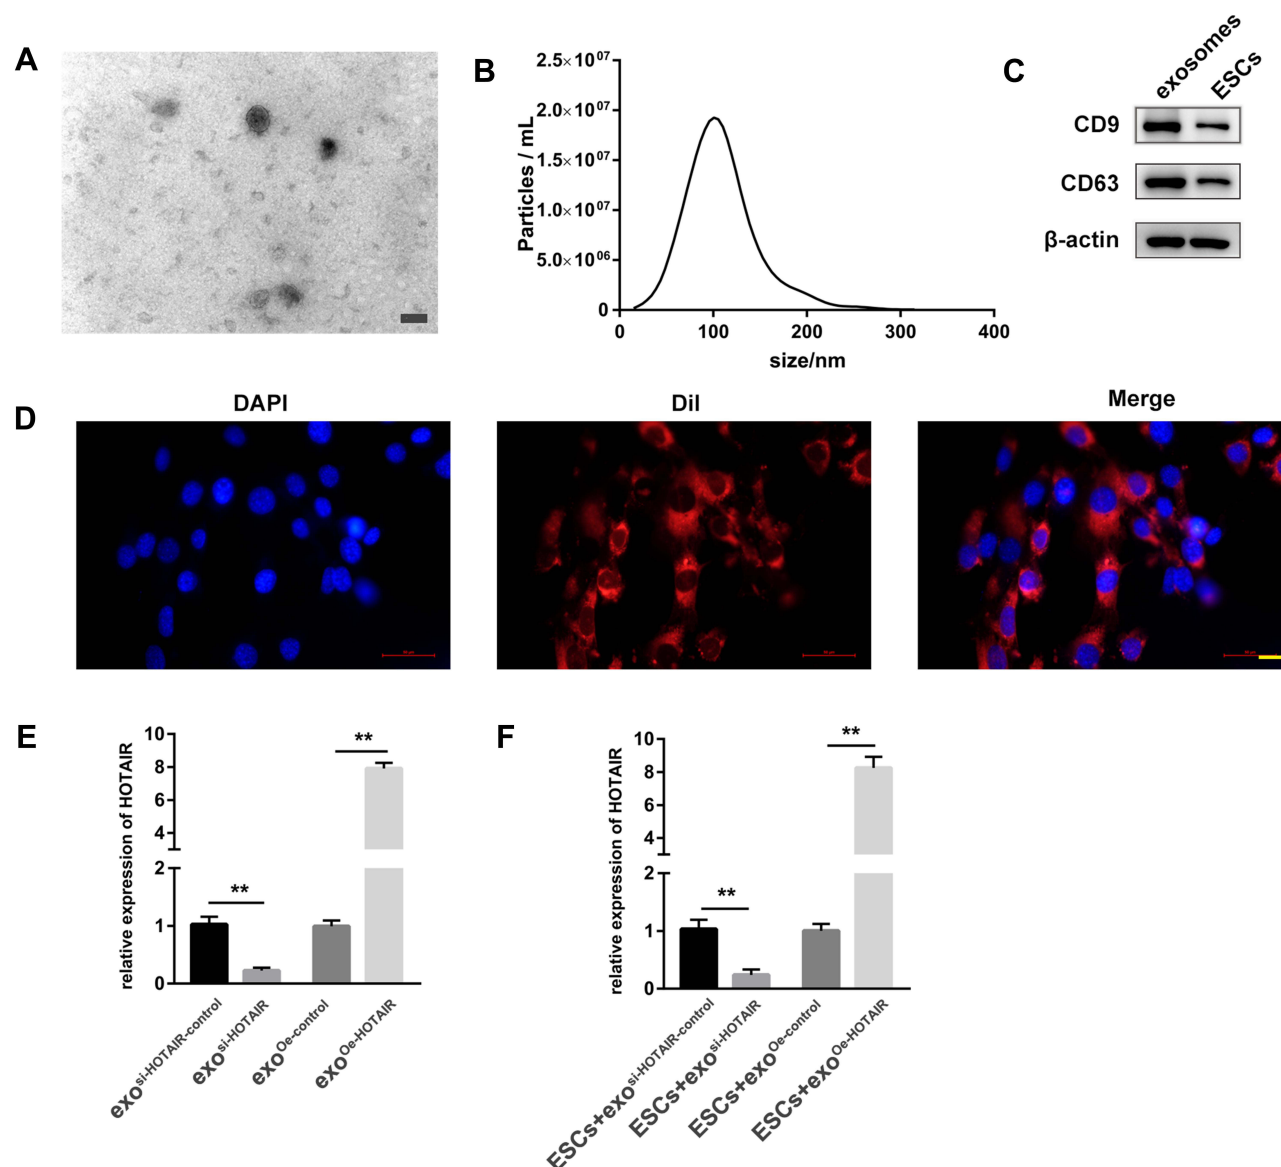 A
B
2.5×10⁰⁷
2.0×10⁰⁷
1.5×10⁰⁷
1.0×10⁰⁷
5.0×10⁰⁶
0
Particles / mL
0 100 200 300 400
size/nm
C
exosomes ESCs
CD9
CD63
β-actin
D
DAPI Dil Merge
E
relative expression of HOTAIR
10
8
6
4
2
1
0
**
**
exo^si-HOTAIR-control
exo^si-HOTAIR
exo^Oe-control
exo^Oe-HOTAIR
F
relative expression of HOTAIR
10
8
6
4
2
1
0
**
**
ESCs+exo^si-HOTAIR-control
ESCs+exo^si-HOTAIR
ESCs+exo^Oe-control
ESCs+exo^Oe-HOTAIR